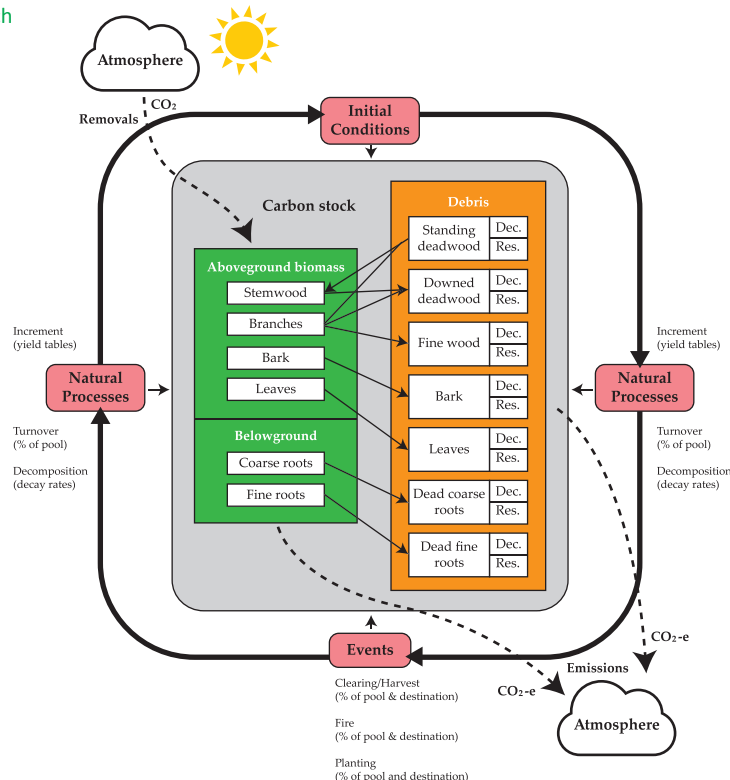 h
Atmosphere
CO2
Removals
Initial
Conditions
Carbon stock
Debris
Standing
deadwood
Dec.
Res.
Aboveground biomass
Stemwood
Branches
Bark
Leaves
Downed
deadwood
Dec.
Res.
Fine wood
Dec.
Res.
Bark
Dec.
Res.
Leaves
Dec.
Res.
Belowground
Coarse roots
Fine roots
Dead coarse
roots
Dec.
Res.
Dead fine
roots
Dec.
Res.
Increment
(yield tables)
Natural
Processes
Turnover
(% of pool)
Decomposition
(decay rates)
Increment
(yield tables)
Natural
Processes
Turnover
(% of pool)
Decomposition
(decay rates)
Events
Clearing/Harvest
(% of pool & destination)
Fire
(% of pool & destination)
Planting
(% of pool and destination)
CO2-e
Emissions
CO2-e
Atmosphere